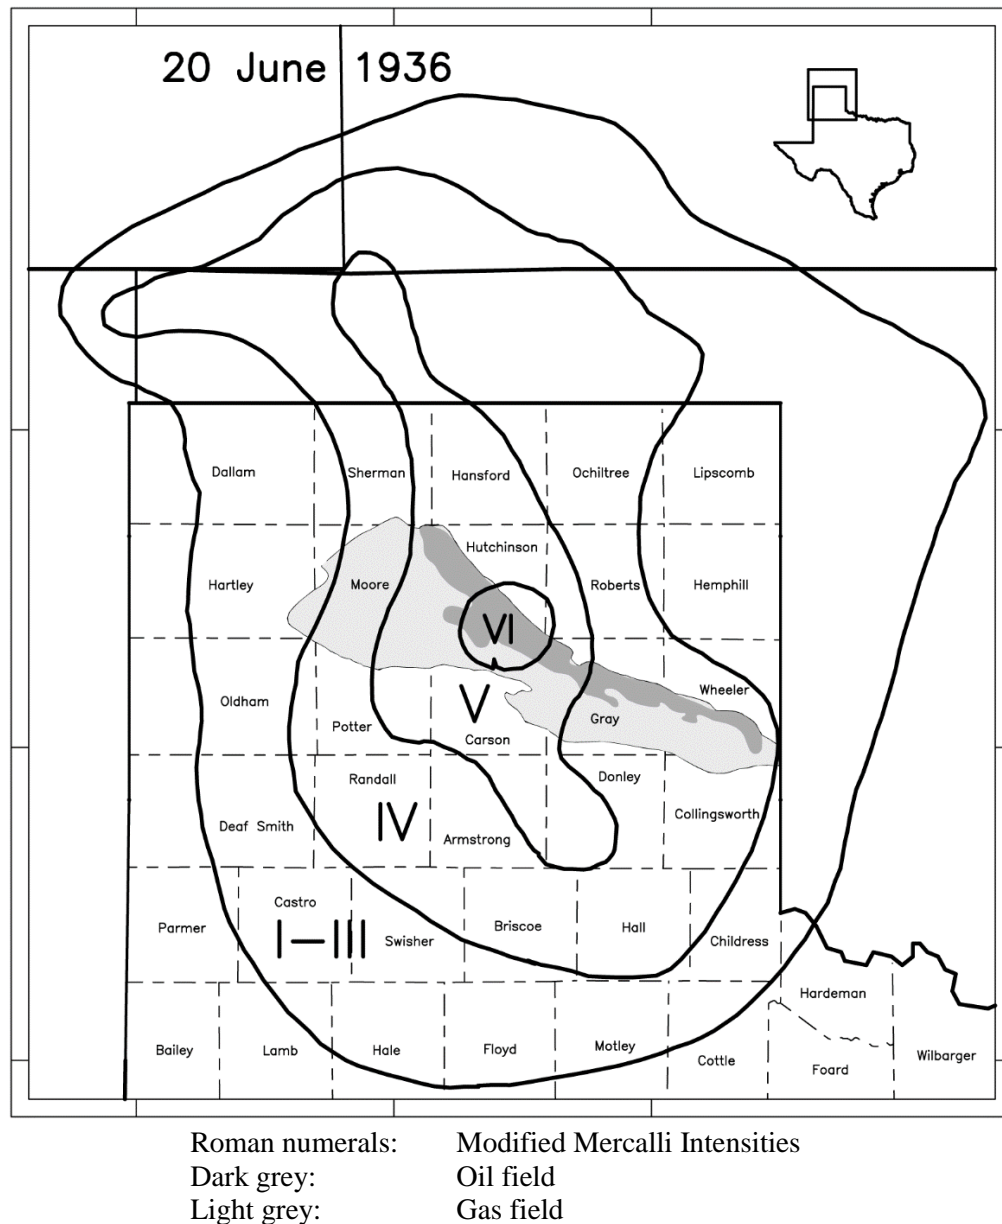 20 June 1936
Dallam
Sherman
Hansford
Ochiltree
Lipscomb
Hutchinson
Hartley
Moore
Roberts
Hemphill
VI
Wheeler
Oldham
V
Gray
Potter
Carson
Randall
Donley
IV
Collingsworth
Deaf Smith
Armstrong
Castro
Parmer
I–III
Swisher
Briscoe
Hall
Childress
Hardeman
Bailey
Lamb
Hale
Floyd
Motley
Cottle
Foard
Wilbarger
Roman numerals: Modified Mercalli Intensities
Dark grey: Oil field
Light grey: Gas field